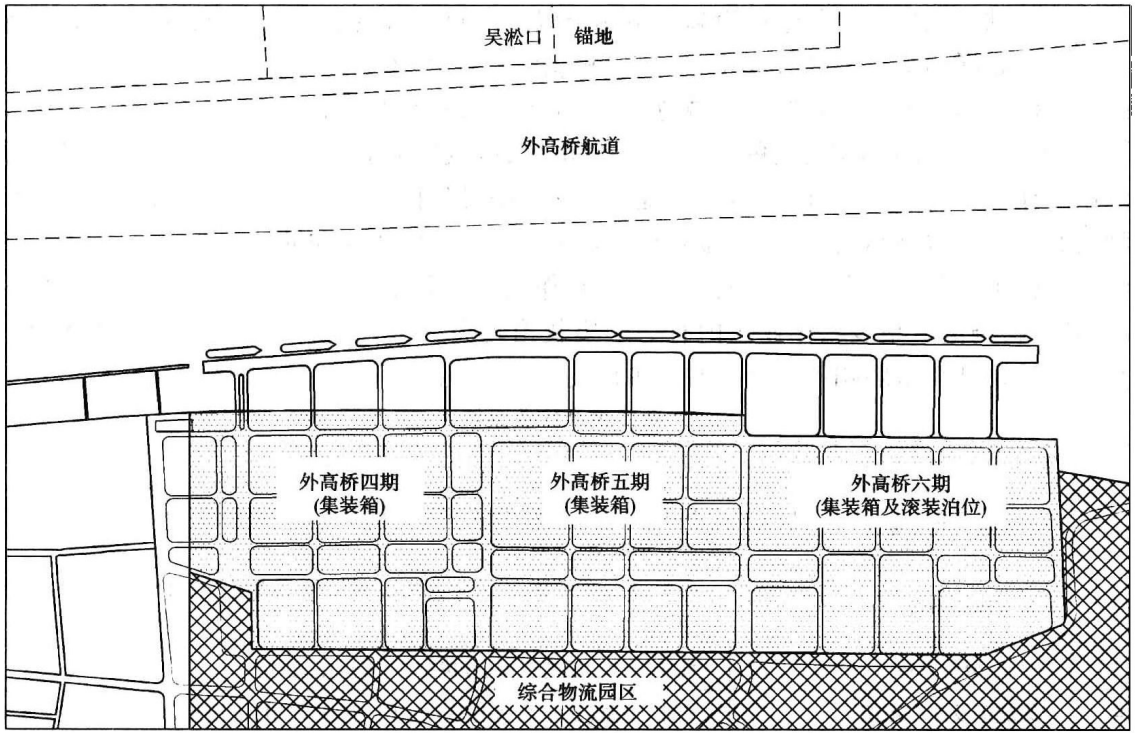 吴淞口 锚地
外高桥航道
外高桥四期
(集装箱)
外高桥五期
(集装箱)
外高桥六期
(集装箱及滚装泊位)
综合物流园区